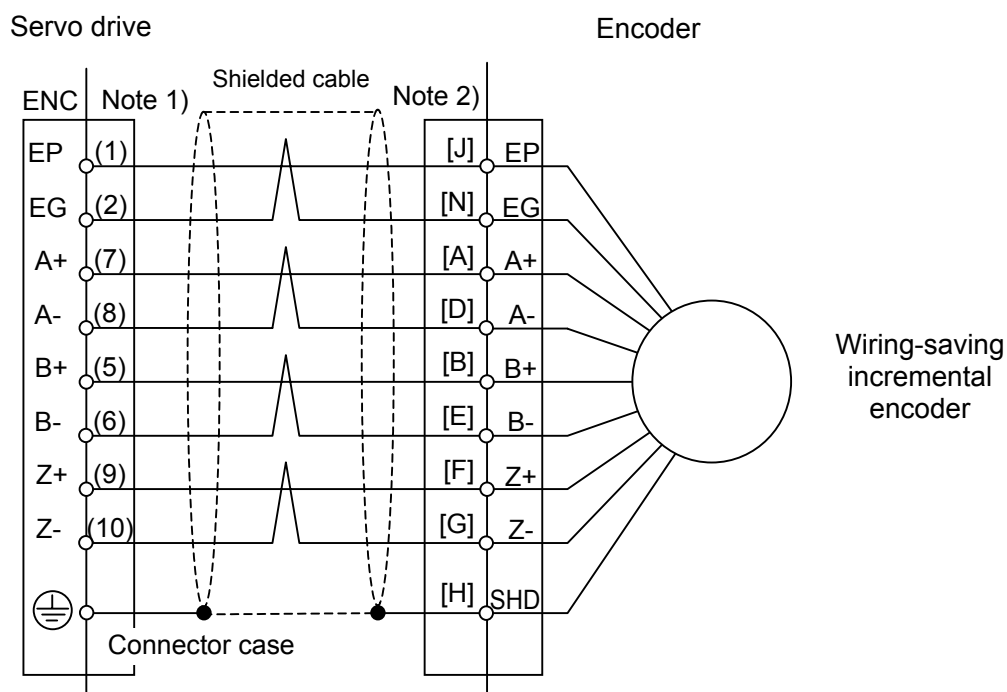 Servo drive
Encoder
Shielded cable
ENC Note 1) Note 2)
EP (1) [J] EP
EG (2) [N] EG
A+ (7) [A] A+
A- (8) [D] A-
B+ (5) [B] B+
B- (6) [E] B-
Z+ (9) [F] Z+
Z- (10) [G] Z-
[H] SHD
Connector case
Wiring-saving
incremental
encoder